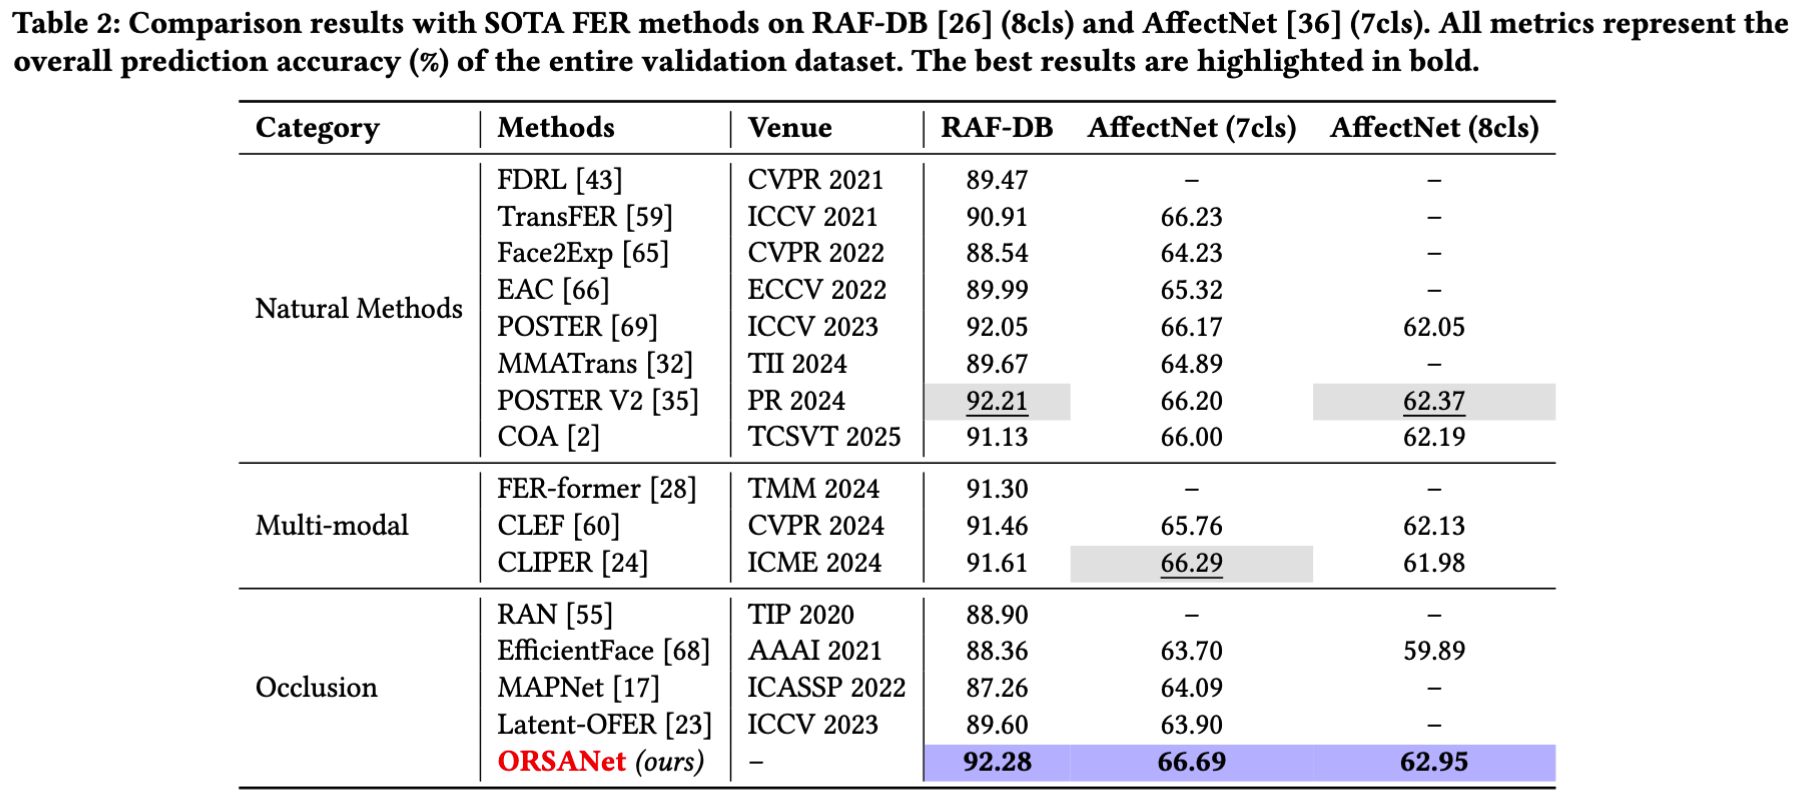 Table 2: Comparison results with SOTA FER methods on RAF-DB [26] (8cls) and AffectNet [36] (7cls). All metrics represent the
overall prediction accuracy (%) of the entire validation dataset. The best results are highlighted in bold.
Category Methods Venue RAF-DB AffectNet (7cls) AffectNet (8cls)
FDRL [43] CVPR 2021 89.47 – –
TransFER [59] ICCV 2021 90.91 66.23 –
Face2Exp [65] CVPR 2022 88.54 64.23 –
EAC [66] ECCV 2022 89.99 65.32 –
Natural Methods
POSTER [69] ICCV 2023 92.05 66.17 62.05
MMATrans [32] TII 2024 89.67 64.89 –
POSTER V2 [35] PR 2024 92.21 66.20 62.37
COA [2] TCSVT 2025 91.13 66.00 62.19
FER-former [28] TMM 2024 91.30 – –
Multi-modal CLEF [60] CVPR 2024 91.46 65.76 62.13
CLIPER [24] ICME 2024 91.61 66.29 61.98
RAN [55] TIP 2020 88.90 – –
EfficientFace [68] AAAI 2021 88.36 63.70 59.89
Occlusion MAPNet [17] ICASSP 2022 87.26 64.09 –
Latent-OFER [23] ICCV 2023 89.60 63.90 –
ORSANet (ours) – 92.28 66.69 62.95